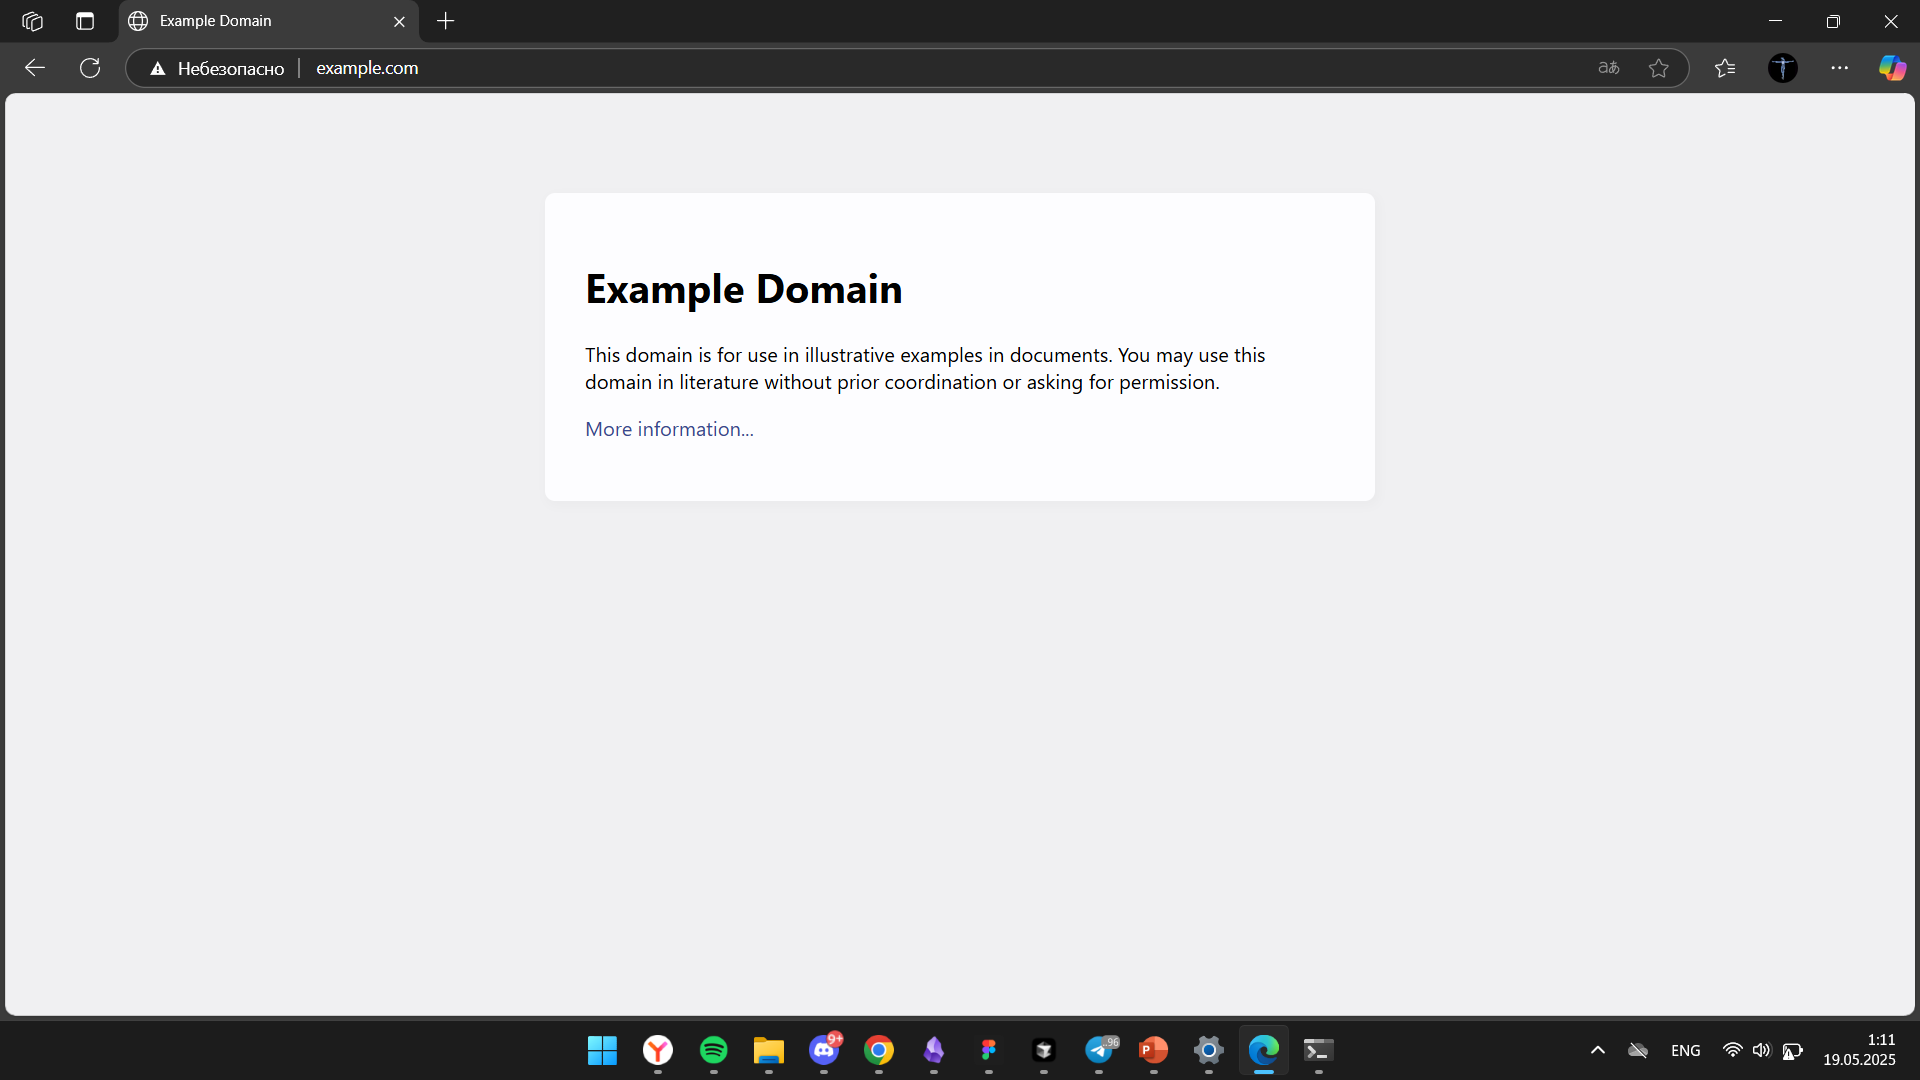 Example Domain
Небезопасно
example.com
Example Domain
This domain is for use in illustrative examples in documents. You may use this
domain in literature without prior coordination or asking for permission.
More information...
9+
..96
ENG
1:11
19.05.2025